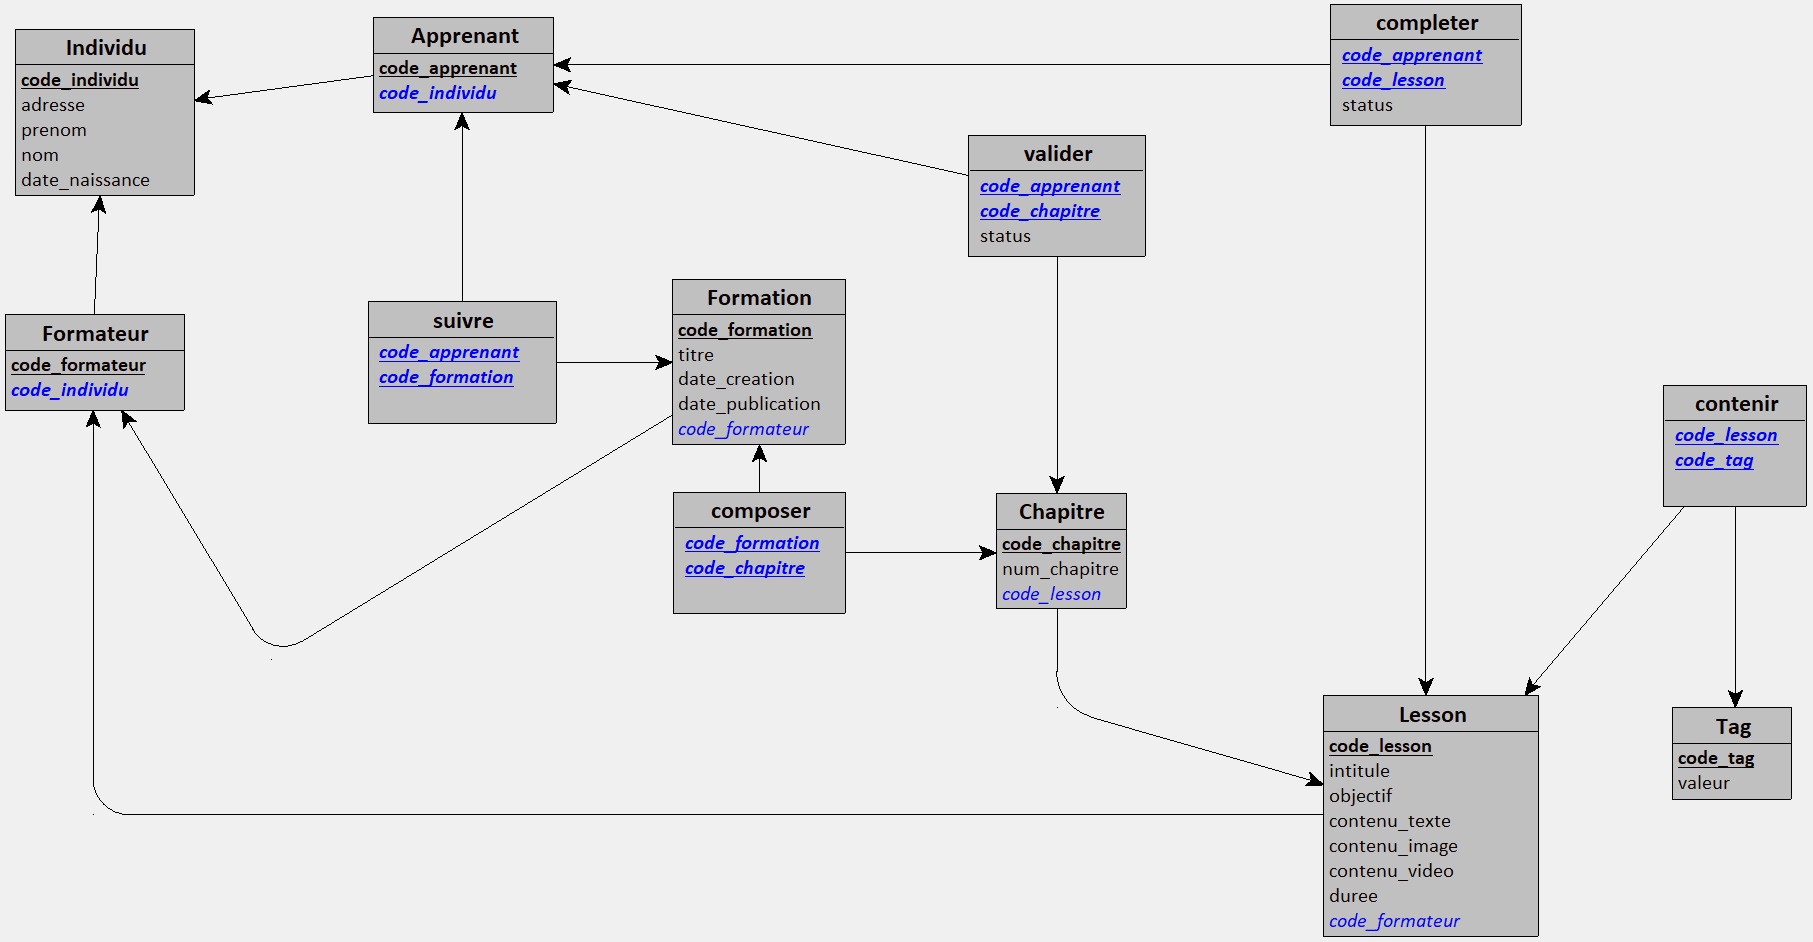 Individu
code_individu
adresse
prenom
nom
date_naissance
Apprenant
code_apprenant
code_individu
completer
code_apprenant
code_lesson
status
valider
code_apprenant
code_chapitre
status
Formateur
code_formateur
code_individu
suivre
code_apprenant
code_formation
Formation
code_formation
titre
date_creation
date_publication
code_formateur
contenir
code_lesson
code_tag
composer
code_formation
code_chapitre
Chapitre
code_chapitre
num_chapitre
code_lesson
Lesson
code_lesson
intitule
objectif
contenu_texte
contenu_image
contenu_video
duree
code_formateur
Tag
code_tag
valeur